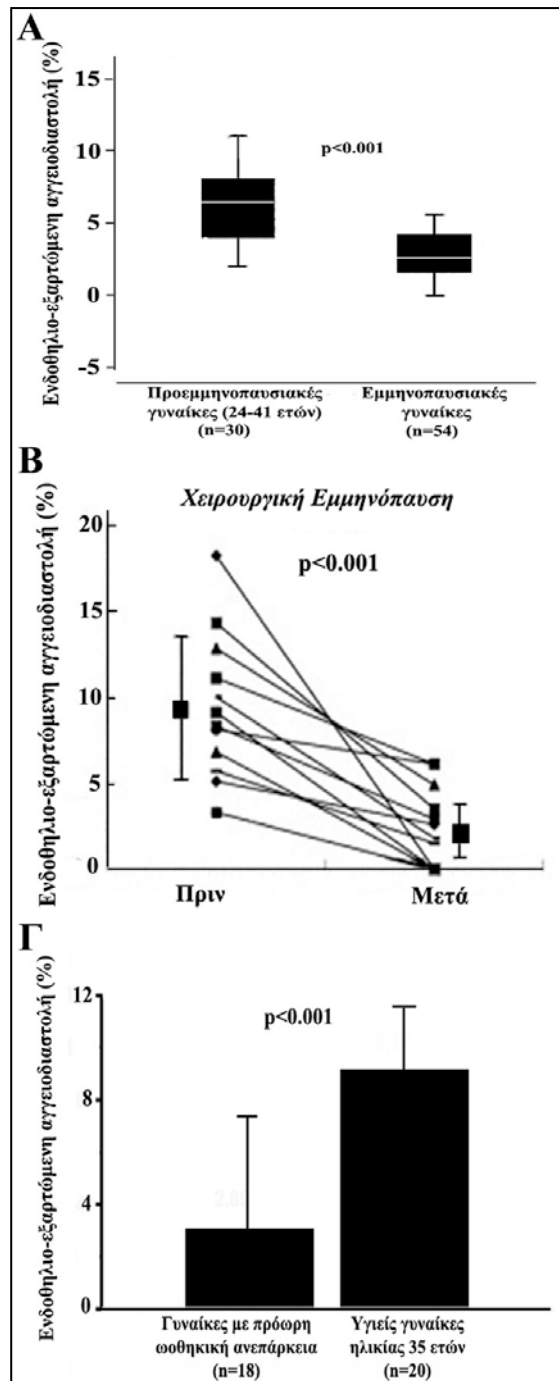 Α
Ενδοθηλιο-εξαρτώμενη αγγειοδιαστολή (%)
15
10
5
0
-5
p<0.001
Προεμμηνοπαυσιακές
γυναίκες (24-41 ετών)
(n=30)
Εμμηνοπαυσιακές
γυναίκες
(n=54)
Β
Χειρουργική Εμμηνόπαυση
Ενδοθηλιο-εξαρτώμενη αγγειοδιαστολή (%)
20
15
10
5
0
p<0.001
Πριν
Μετά
Γ
Ενδοθηλιο-εξαρτώμενη αγγειοδιαστολή (%)
12
8
4
0
p<0.001
Γυναίκες με πρόωρη
ωοθηκική ανεπάρκεια
(n=18)
Υγιείς γυναίκες
ηλικίας 35 ετών
(n=20)